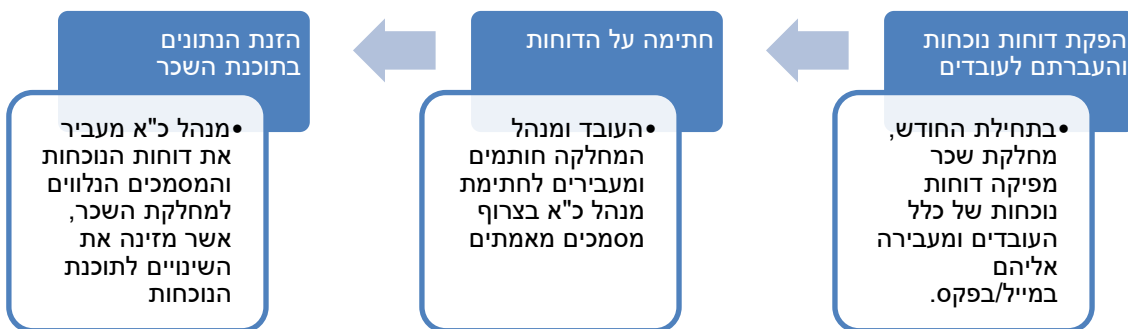 הפקת דוחות נוכחות
והעברתם לעובדים
•בתחילת החודש,
מחלקת שכר
מפיקה דוחות
נוכחות של כלל
העובדים ומעבירה
אליהם
במייל/בפקס.
חתימה על הדוחות
•העובד ומנהל
המחלקה חותמים
ומעבירים לחתימת
מנהל כ"א בצרוף
מסמכים מאמתים
הזנת הנתונים
בתוכנת השכר
•מנהל כ"א מעביר
את דוחות הנוכחות
והמסמכים הנלווים
למחלקת השכר,
אשר מזינה את
השינויים לתוכנת
הנוכחות